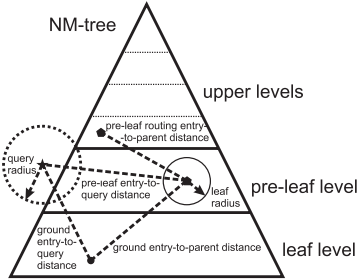 NM-tree
upper levels
pre-leaf routing entry-
-to-parent distance
query
radius
pre-leaf entry-to-
query distance
leaf
radius
pre-leaf level
ground
entry-to-
query
distance
ground entry-to-parent distance
leaf level